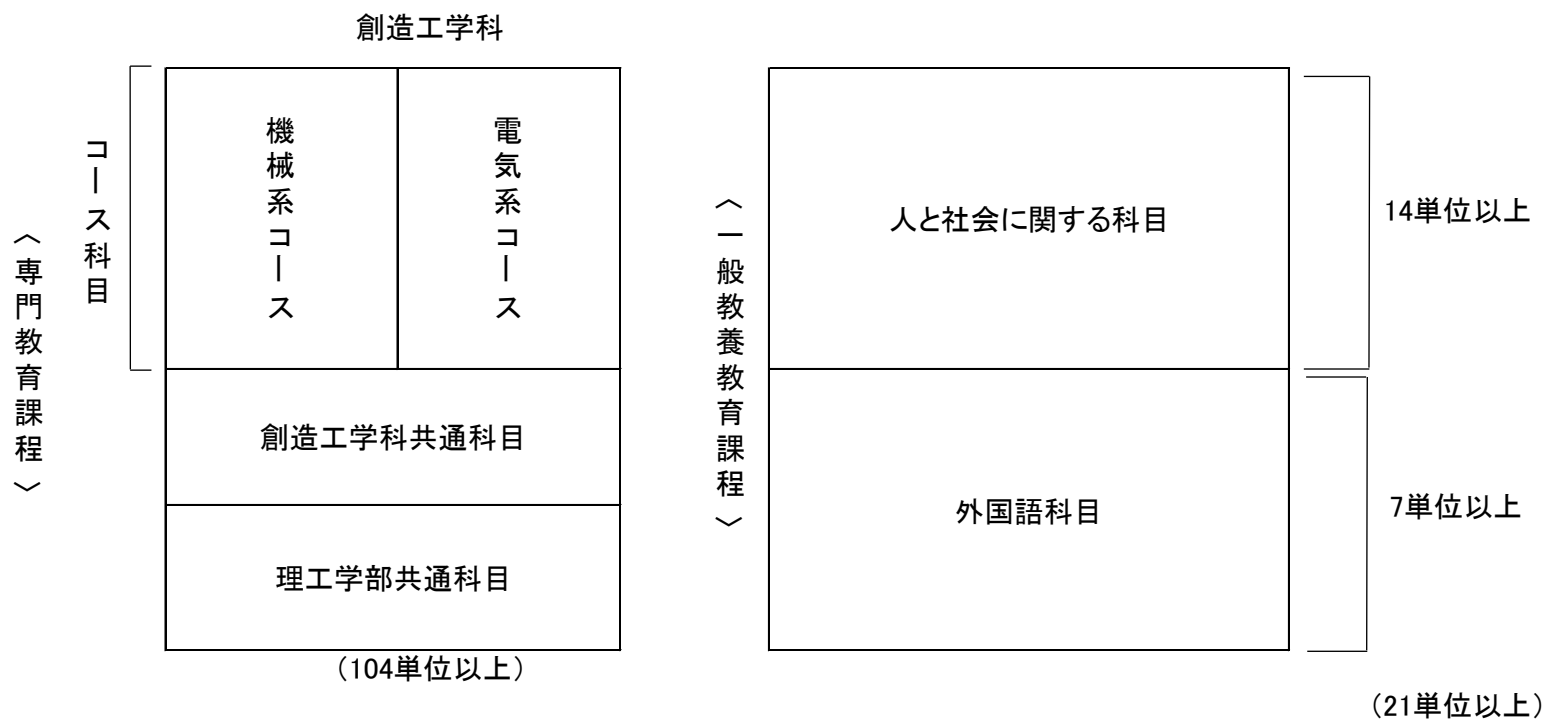 創造工学科
〈専門教育課程〉
コース科目
機械系コース
電気系コース
創造工学科共通科目
理工学部共通科目
(104単位以上)
〈一般教養教育課程〉
人と社会に関する科目
14単位以上
外国語科目
7単位以上
(21単位以上)